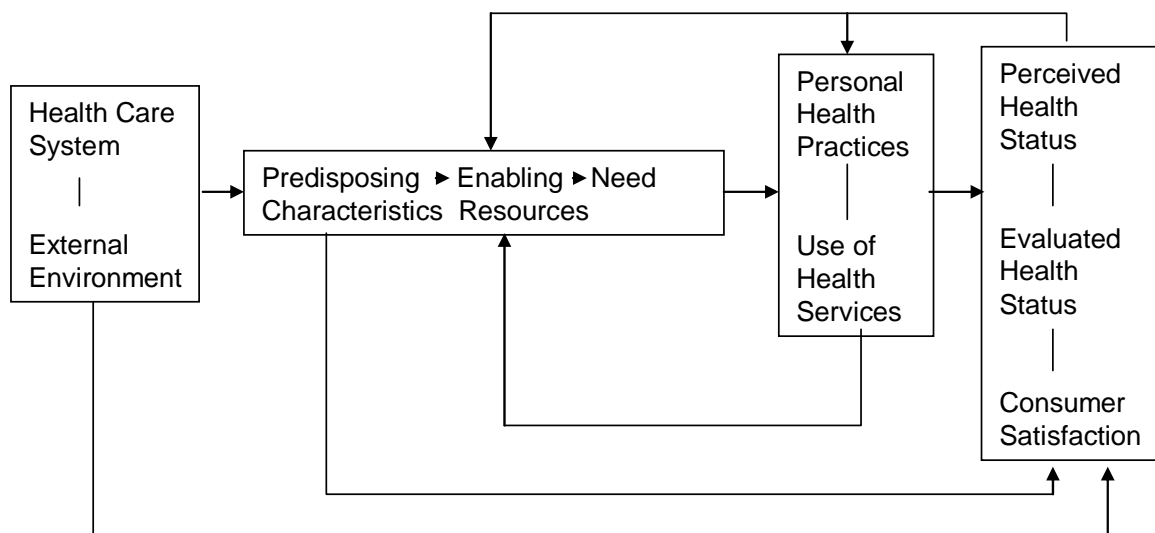 Health Care
System
External
Environment
Predisposing Enabling Need
Characteristics Resources
Personal
Health
Practices
Use of
Health
Services
Perceived
Health
Status
Evaluated
Health
Status
Consumer
Satisfaction